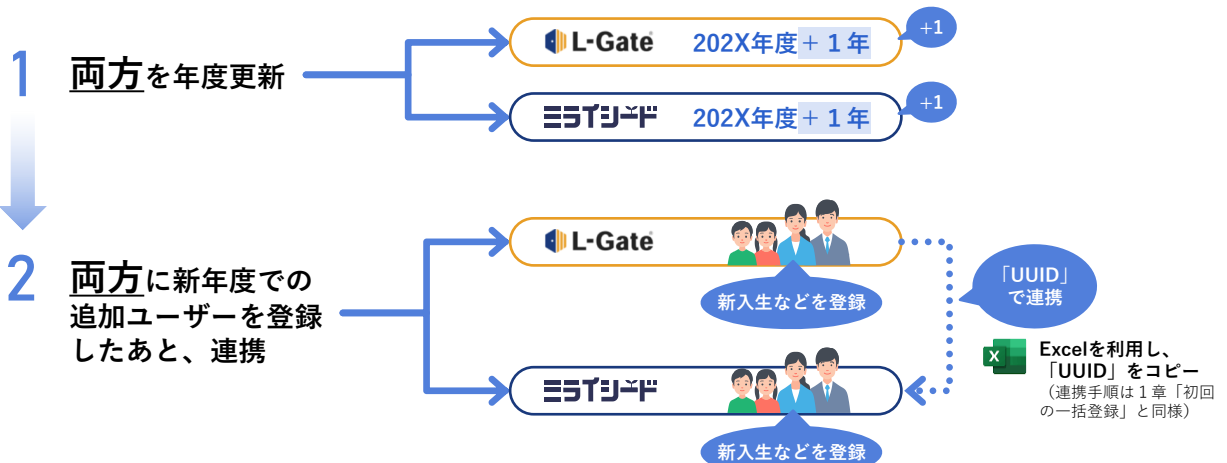 1
両方を年度更新
L-Gate 202X年度＋１年
+1
ミライシード 202X年度＋１年
+1
2
両方に新年度での
追加ユーザーを登録
したあと、連携
L-Gate
新入生などを登録
「UUID」
で連携
X
Excelを利用し、
「UUID」をコピー
（連携手順は１章「初回
の一括登録」と同様）
ミライシード
新入生などを登録